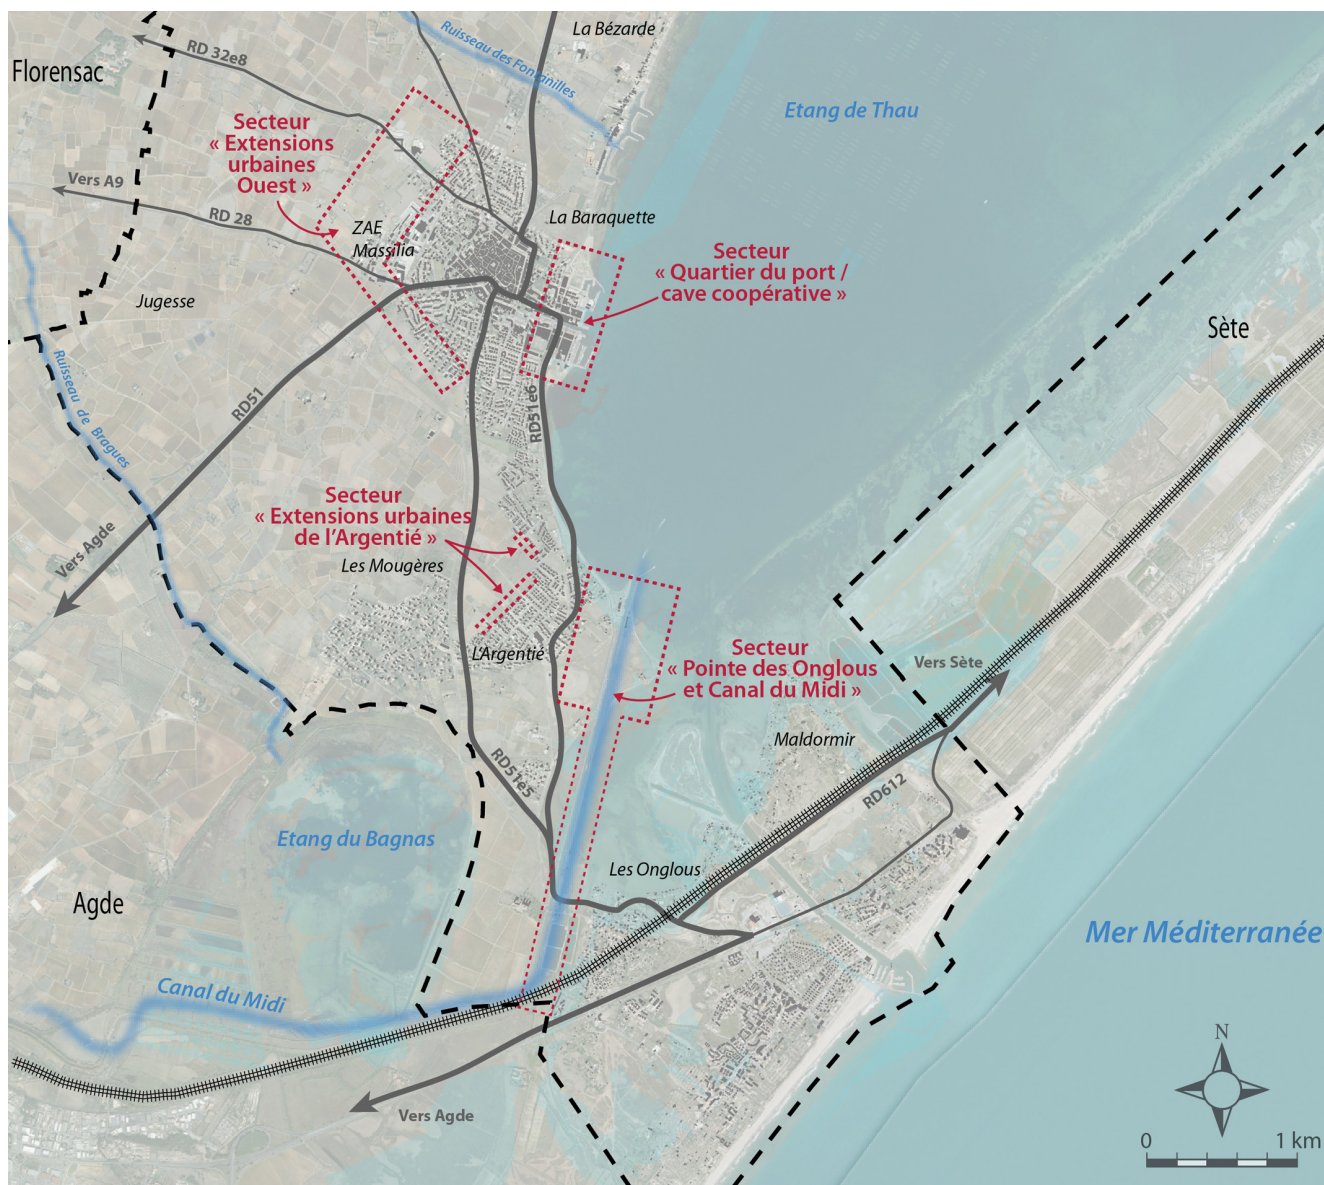 La Bézarde
Ruisseau des Fontanilles
RD 32e8
Florensac
Etang de Thau
Secteur
« Extensions
urbaines
Ouest »
Vers A9
RD 28
ZAE
Massilia
La Baraquette
Secteur
« Quartier du port /
cave coopérative »
Jugesse
Sète
Ruisseau de Bragues
RD51
RD51e6
Secteur
« Extensions urbaines
de l’Argentié »
Vers Agde
Les Mougères
L’Argentié
Secteur
« Pointe des Onglous
et Canal du Midi »
Vers Sète
Maldormir
RD51e5
RD612
Etang du Bagnas
Les Onglous
Agde
Mer Méditerranée
Canal du Midi
Vers Agde
N
0 1 km